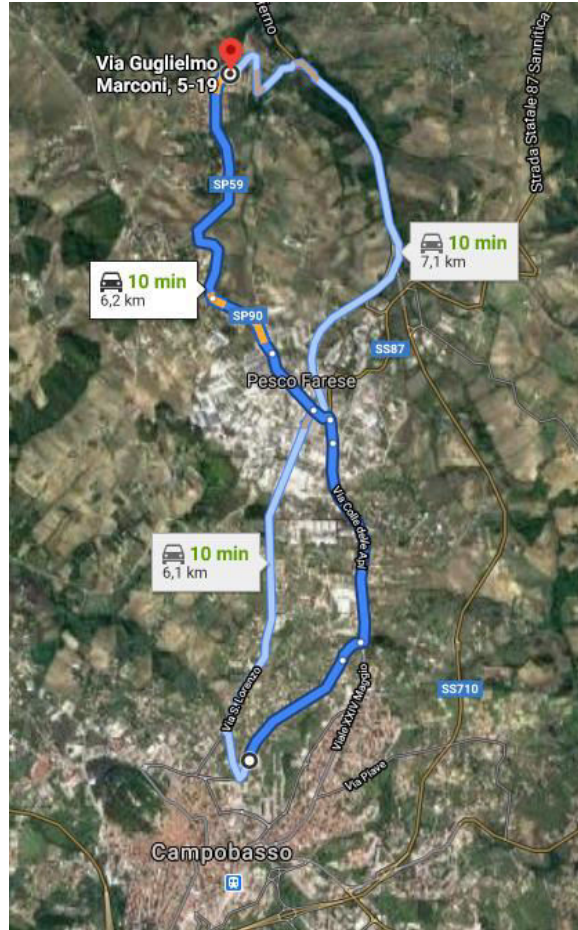 erno
Via Guglielmo
Marconi, 5-19
Strada Statale 87 Sannitica
SP59
10 min
7,1 km
10 min
6,2 km
SP90
SS87
Pesco Farese
Via Colle delle Api
10 min
6,1 km
Via S. Lorenzo
Viale XXIV Maggio
SS710
Via Piave
Campobasso